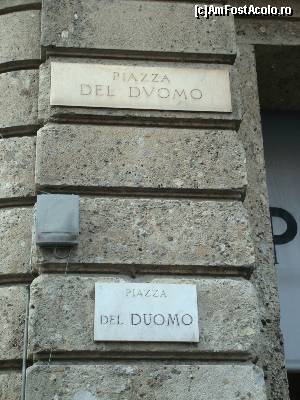 (c)AmFostAcolo.ro
PIAZZA
DEL DVOMO
P
PIAZZA
DEL DUOMO